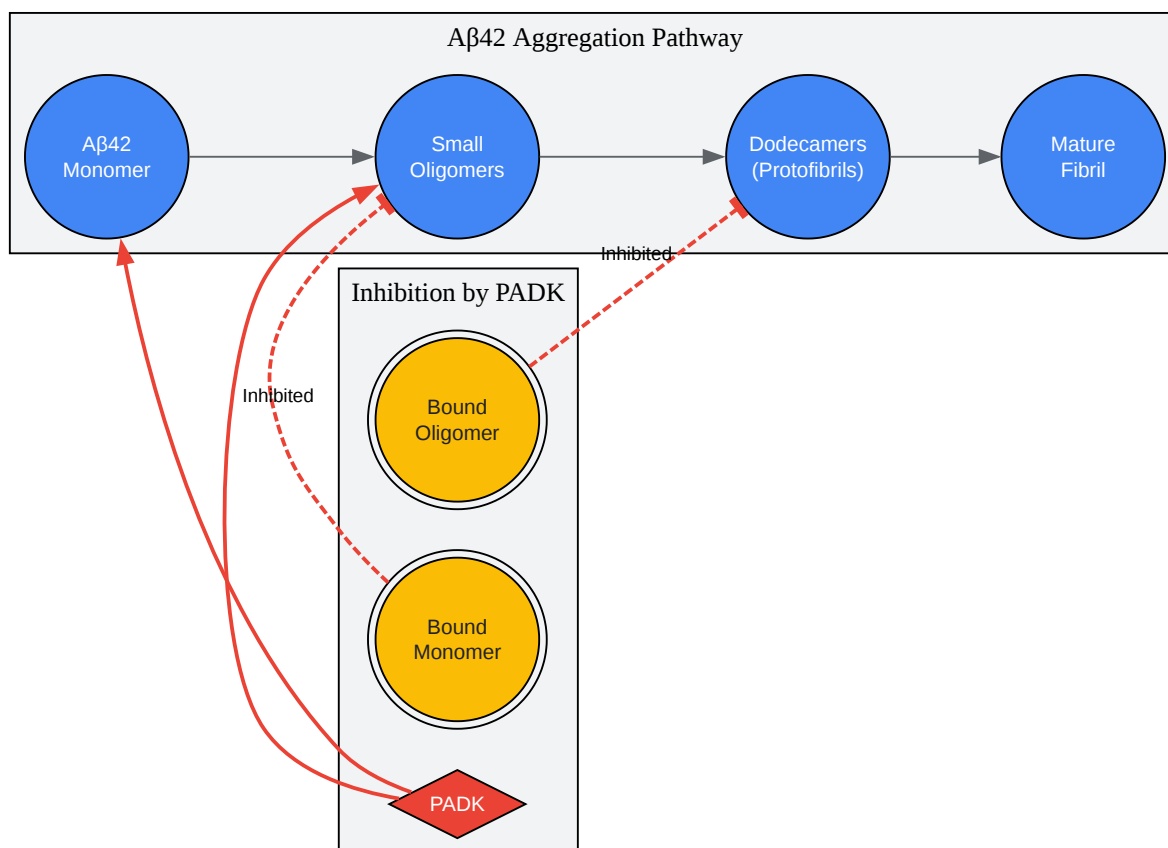 Aβ42 Aggregation Pathway
Aβ42
Monomer
Small
Oligomers
Dodecamers
(Protofibrils)
Mature
Fibril
Inhibited
Inhibition by PADK
Inhibited
Bound
Oligomer
Bound
Monomer
PADK